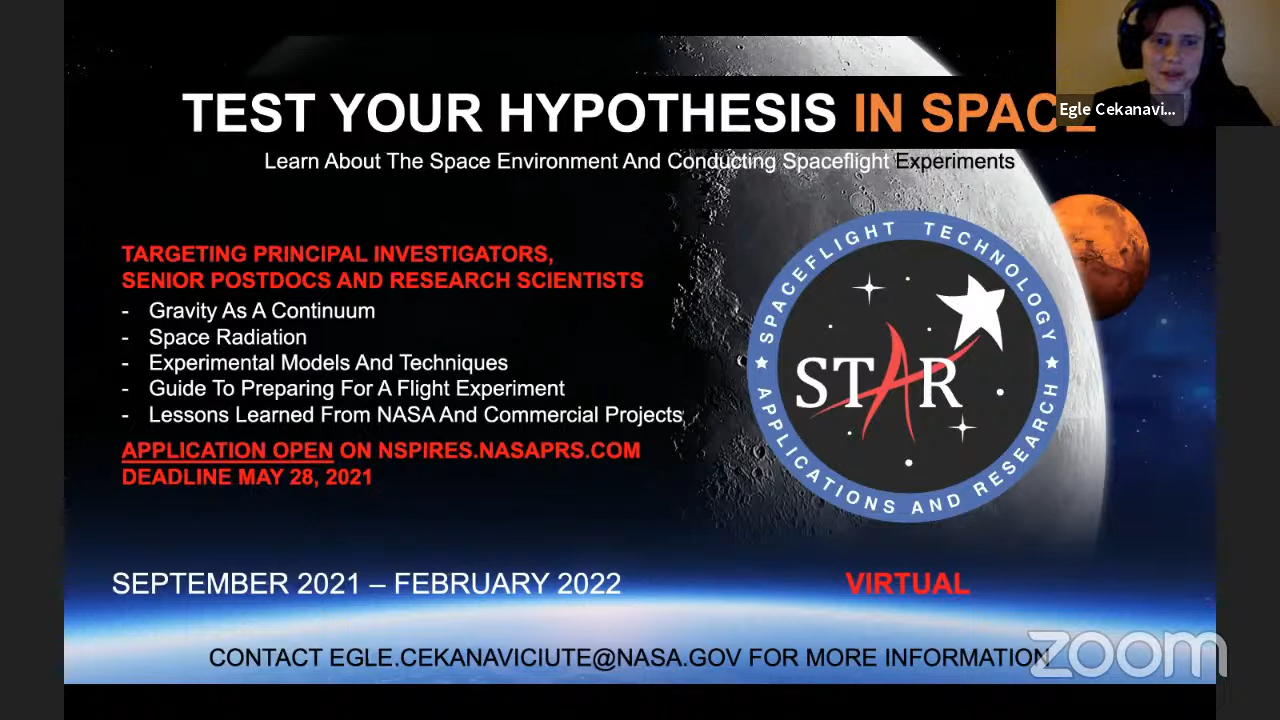 TEST YOUR HYPOTHESIS IN SPACE
Egle Cekanavi...
Learn About The Space Environment And Conducting Spaceflight Experiments
TARGETING PRINCIPAL INVESTIGATORS,
SENIOR POSTDOCS AND RESEARCH SCIENTISTS
- Gravity As A Continuum
- Space Radiation
- Experimental Models And Techniques
- Guide To Preparing For A Flight Experiment
- Lessons Learned From NASA And Commercial Projects
APPLICATION OPEN ON NSPIRES.NASAPRS.COM
DEADLINE MAY 28, 2021
SPACEFLIGHT TECHNOLOGY
STAR
APPLICATIONS AND RESEARCH
SEPTEMBER 2021 – FEBRUARY 2022
VIRTUAL
CONTACT EGLE.CEKANAVICIUTE@NASA.GOV FOR MORE INFORMATION
zoom